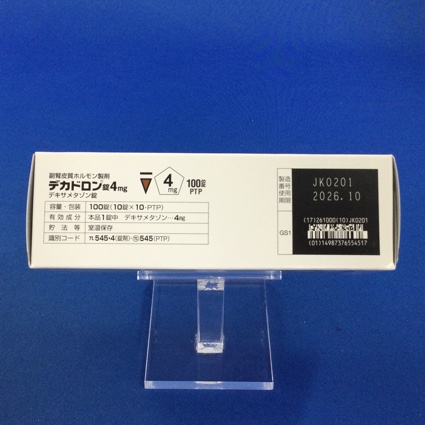 副腎皮質ホルモン製剤
デカドロン錠4mg
デキサメタゾン錠
4
mg
100錠
PTP
容量・包装 100錠(10錠×10・PTP)
有効成分 本品1錠中 デキサメタゾン…4mg
貯法等 室温保存
識別コード 545・4(錠剤)・545(PTP)
製造番号 JK0201
使用期限 2026.10
GS1
(17)261000(10)JK0201
(01)14987376554517